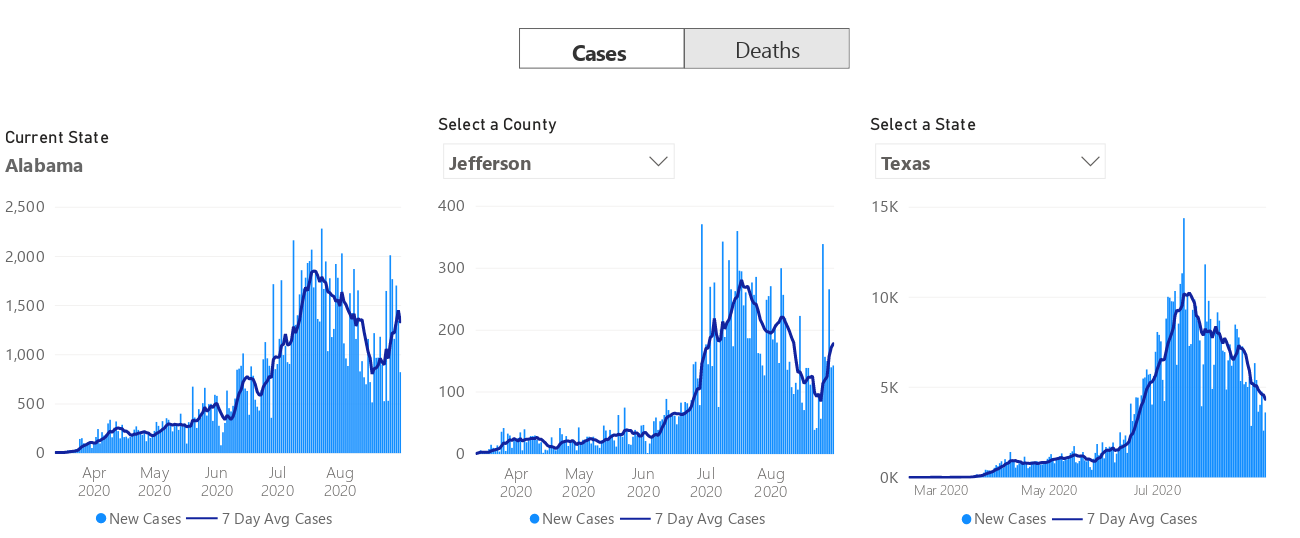 Cases
Deaths
Current State
Alabama
2,500
2,000
1,500
1,000
500
0
Apr 2020
May 2020
Jun 2020
Jul 2020
Aug 2020
New Cases
7 Day Avg Cases
Select a County
Jefferson
400
300
200
100
0
Apr 2020
May 2020
Jun 2020
Jul 2020
Aug 2020
New Cases
7 Day Avg Cases
Select a State
Texas
15K
10K
5K
0K
Mar 2020
May 2020
Jul 2020
New Cases
7 Day Avg Cases